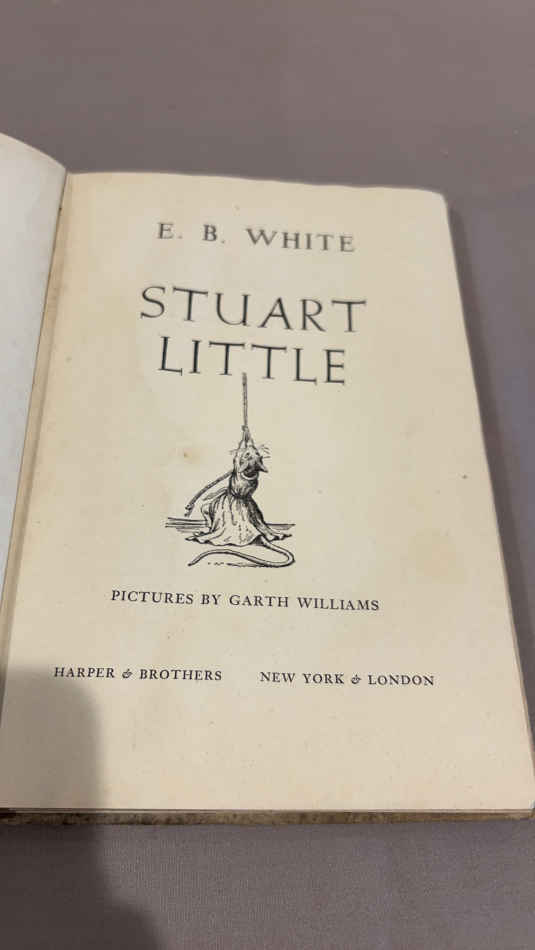 E. B. WHITE
STUART
LITTLE
PICTURES BY GARTH WILLIAMS
HARPER & BROTHERS NEW YORK & LONDON